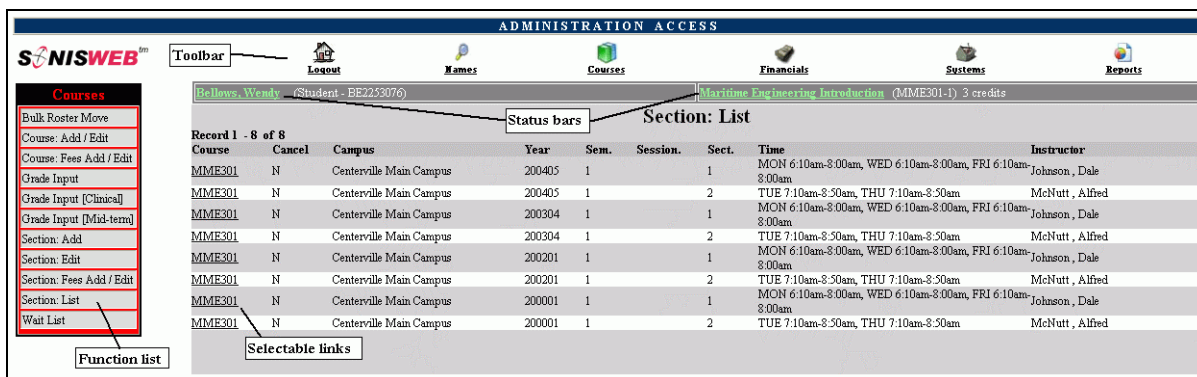 ADMINISTRATION ACCESS
SONISWEB tm
Toolbar
Logout Names Courses Financials Systems Reports
Courses
Bulk Roster Move
Course: Add / Edit
Course: Fees Add / Edit
Grade Input
Grade Input [Clinical]
Grade Input [Mid-term]
Section: Add
Section: Edit
Section: Fees Add / Edit
Section: List
Wait List
Function list
Bellows, Wendy (Student - BE2253076)
Maritime Engineering Introduction (MME301-1) 3 credits
Status bars
Section: List
Record 1 - 8 of 8
Course Cancel Campus Year Sem. Session. Sect. Time Instructor
MME301 N Centerville Main Campus 200405 1 1 MON 6:10am-8:00am, WED 6:10am-8:00am, FRI 6:10am-8:00am Johnson , Dale
MME301 N Centerville Main Campus 200405 1 2 TUE 7:10am-8:50am, THU 7:10am-8:50am McNutt , Alfred
MME301 N Centerville Main Campus 200304 1 1 MON 6:10am-8:00am, WED 6:10am-8:00am, FRI 6:10am-8:00am Johnson , Dale
MME301 N Centerville Main Campus 200304 1 2 TUE 7:10am-8:50am, THU 7:10am-8:50am McNutt , Alfred
MME301 N Centerville Main Campus 200201 1 1 MON 6:10am-8:00am, WED 6:10am-8:00am, FRI 6:10am-8:00am Johnson , Dale
MME301 N Centerville Main Campus 200201 1 2 TUE 7:10am-8:50am, THU 7:10am-8:50am McNutt , Alfred
MME301 N Centerville Main Campus 200001 1 1 MON 6:10am-8:00am, WED 6:10am-8:00am, FRI 6:10am-8:00am Johnson , Dale
MME301 N Centerville Main Campus 200001 1 2 TUE 7:10am-8:50am, THU 7:10am-8:50am McNutt , Alfred
Selectable links